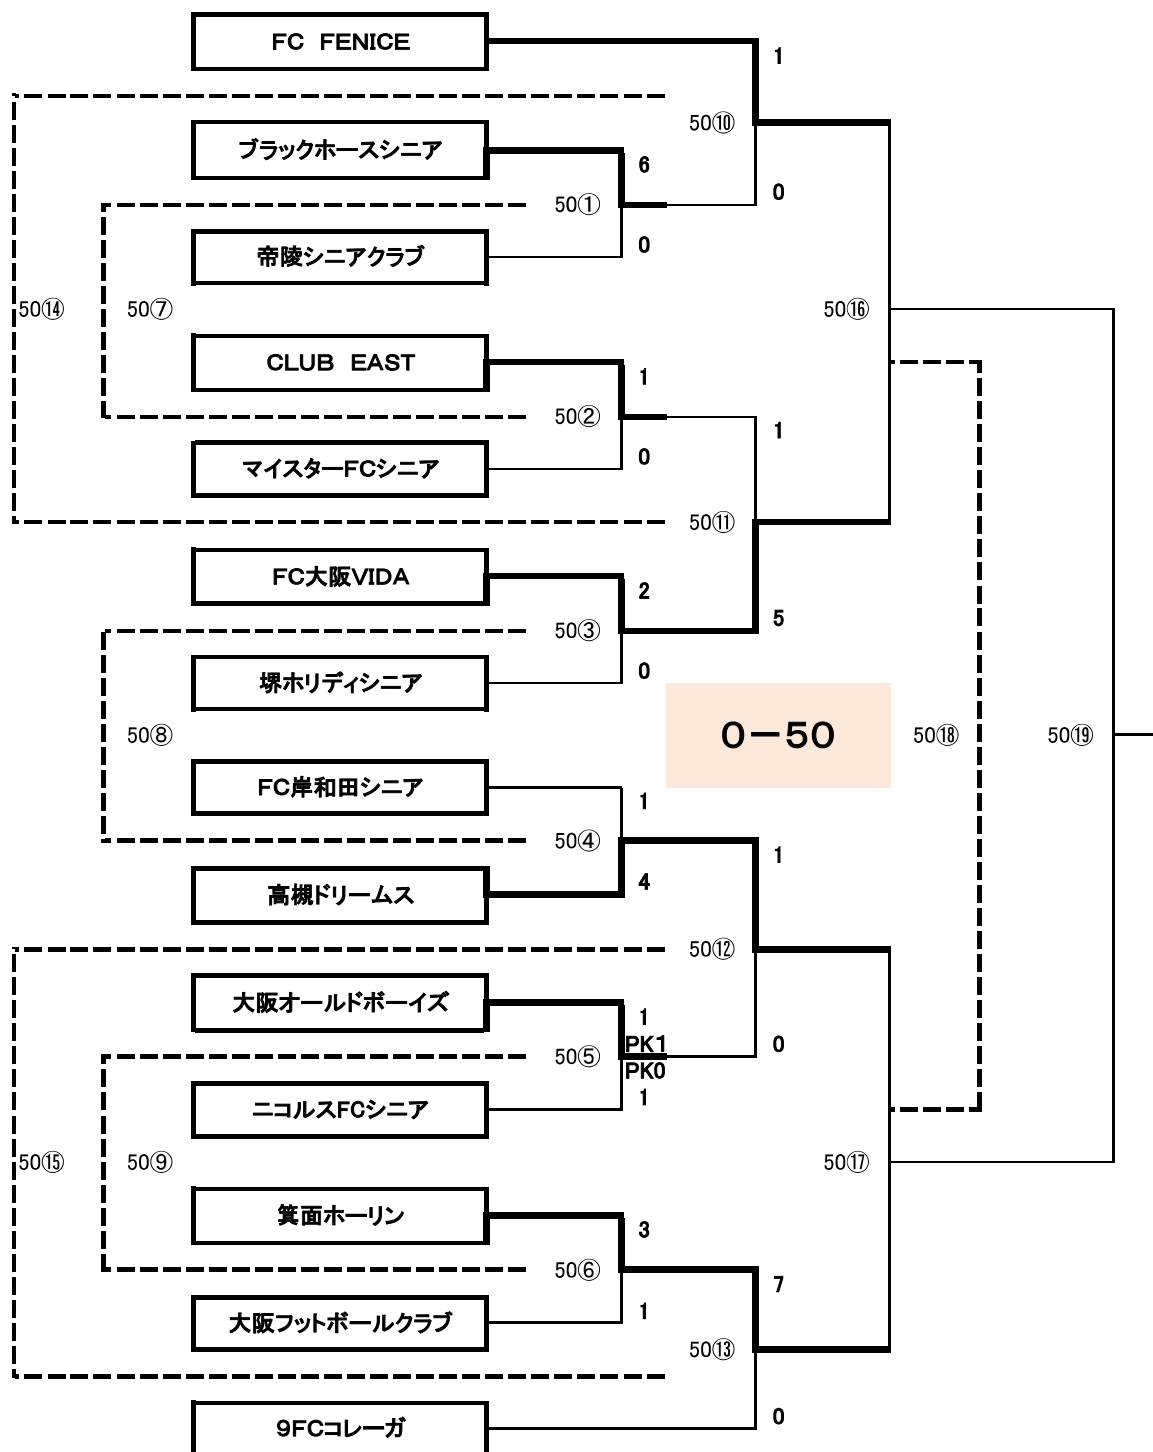 FC　FENICE
1
50⑩
ブラックホースシニア
6
50①
0
0
帝陵シニアクラブ
50⑭
50⑦
50⑯
CLUB　EAST
1
50②
1
0
マイスターFCシニア
50⑪
FC大阪VIDA
2
50③
5
0
堺ホリディシニア
0－50
50⑧
50⑱
50⑲
FC岸和田シニア
1
50④
1
4
高槻ドリームス
50⑫
大阪オールドボーイズ
1
PK1
50⑤
0
PK0
1
ニコルスFCシニア
50⑮
50⑨
50⑰
箕面ホーリン
3
50⑥
7
1
大阪フットボールクラブ
50⑬
0
9FCコレーガ